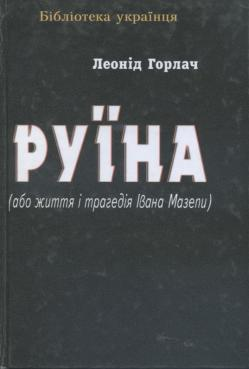 Бібліотека українця
Леонід Горлач
РУЇНА
(або життя і трагедія Івана Мазепи)